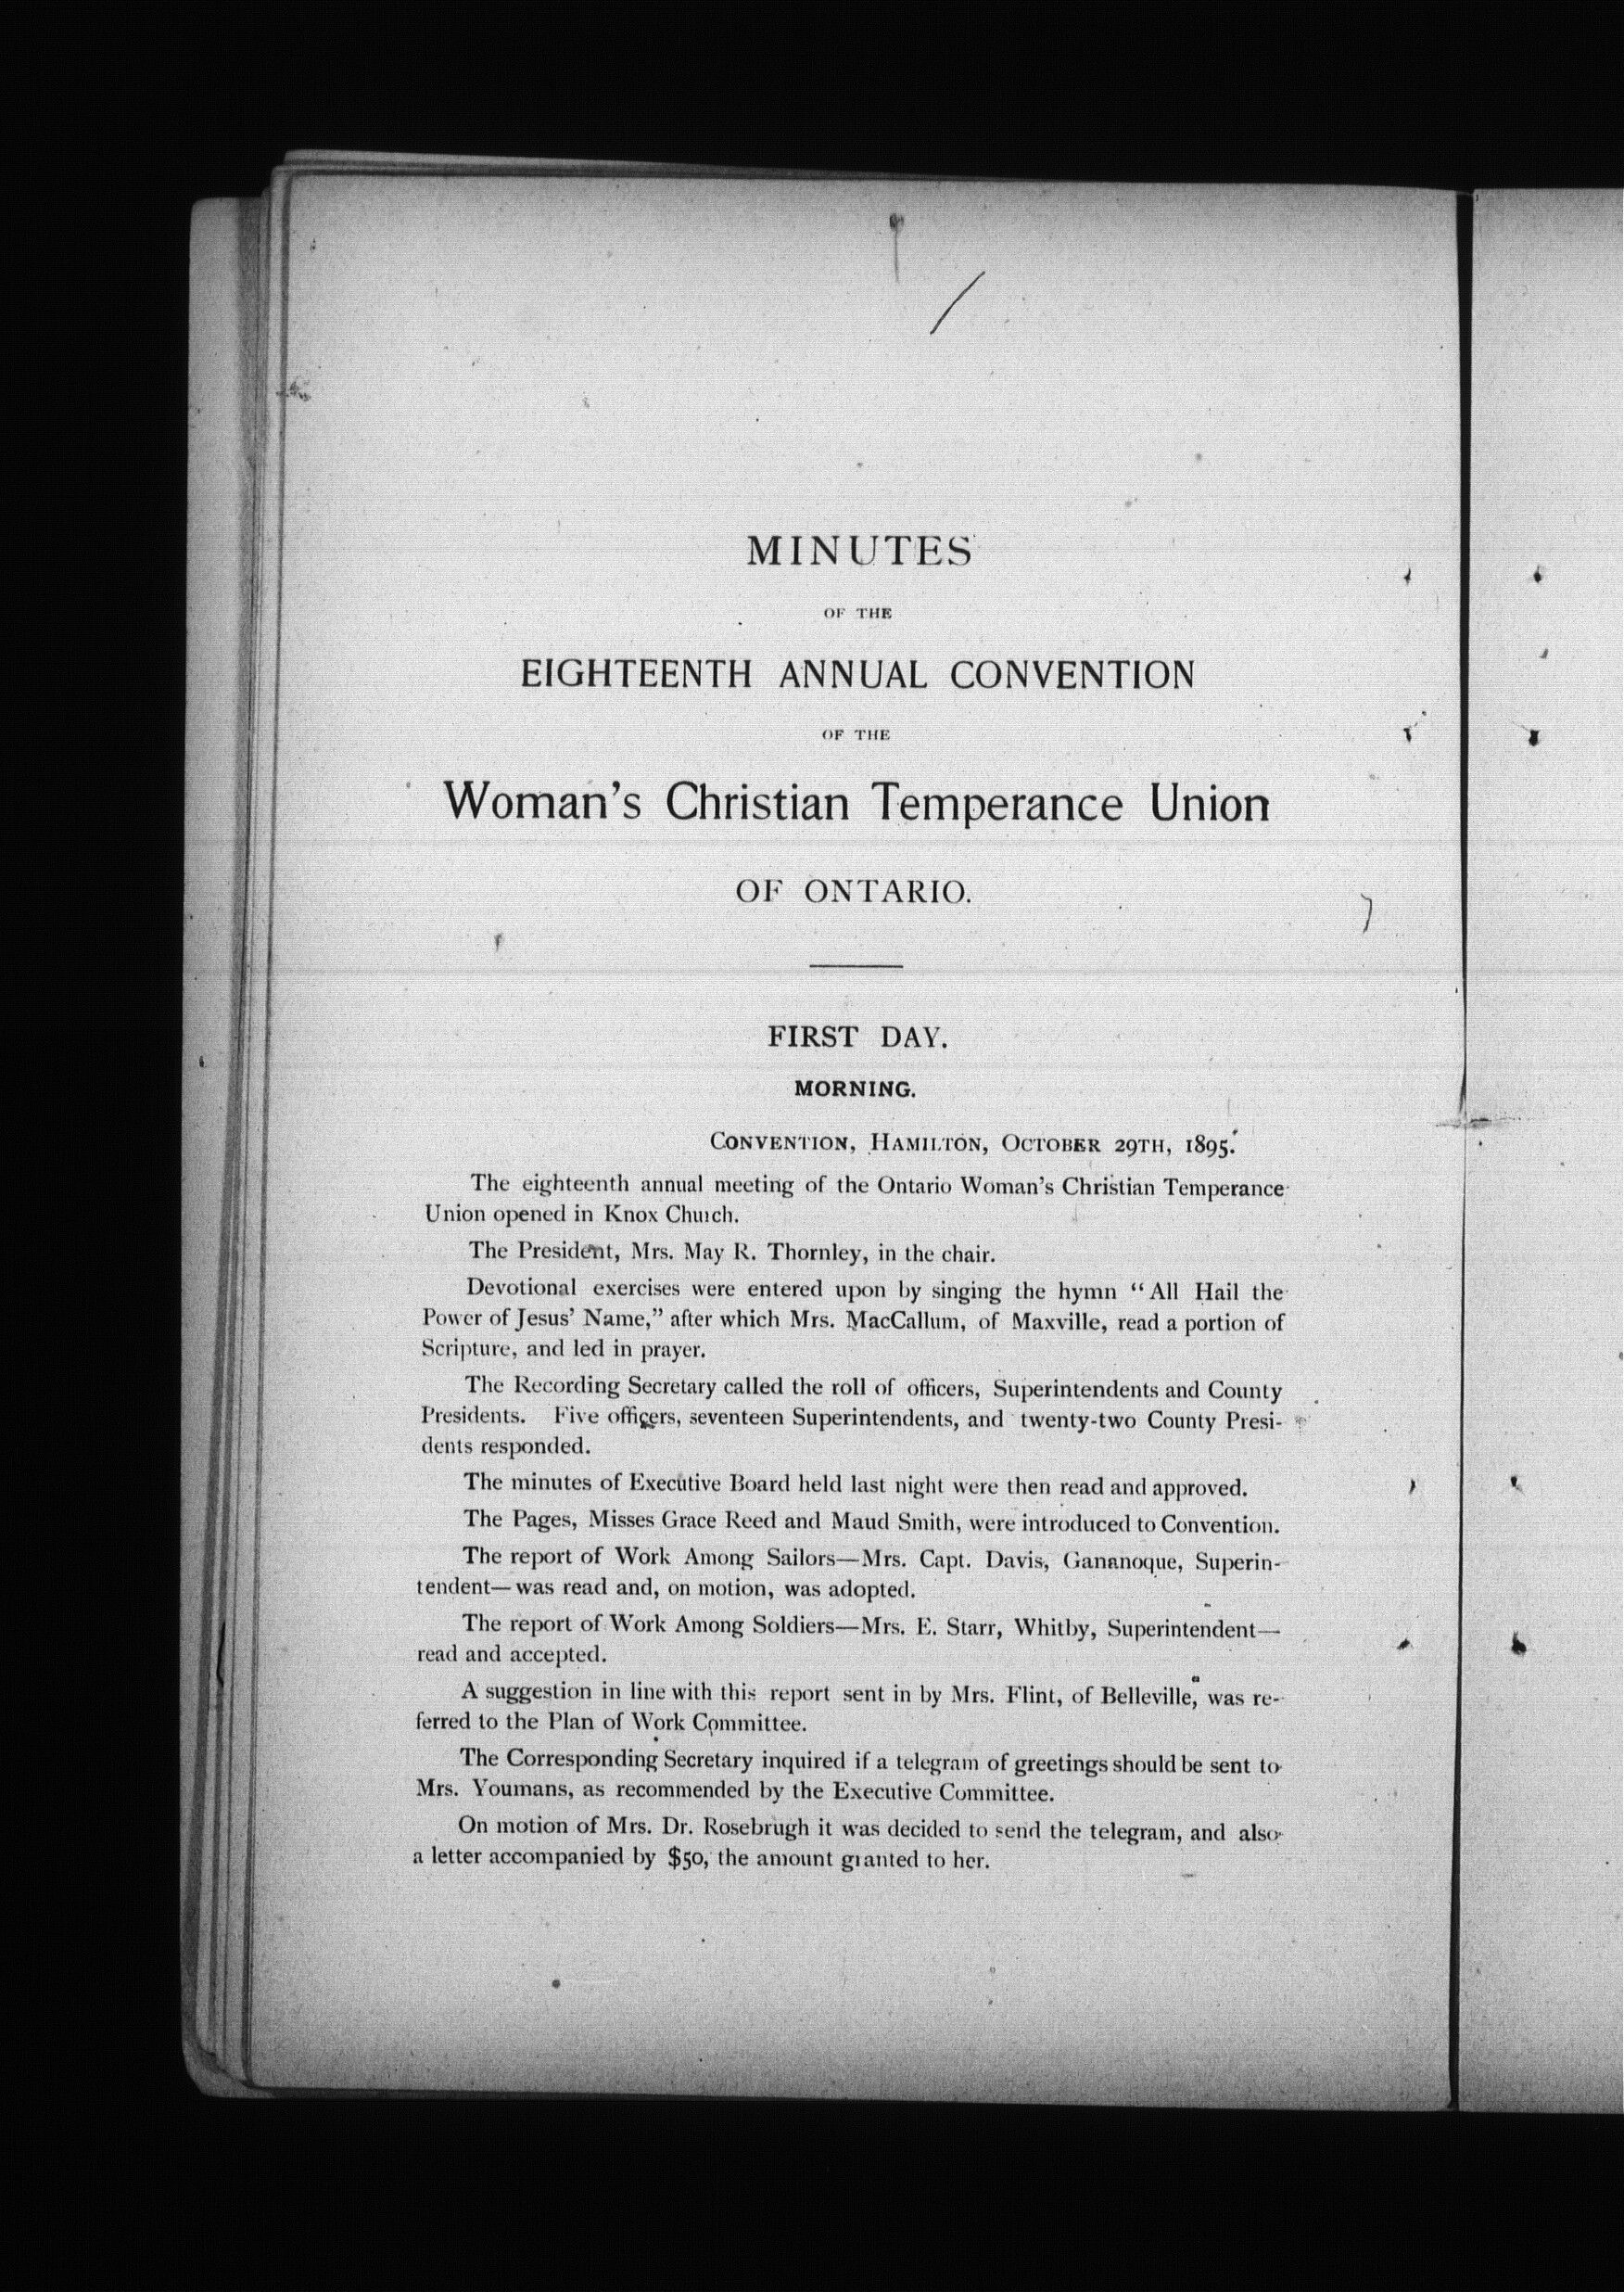 MINUTES
OF THE
EIGHTEENTH ANNUAL CONVENTION
OF THE
Woman's Christian Temperance Union
OF ONTARIO.
FIRST DAY.
MORNING.
CONVENTION, HAMILTON, OCTOBER 29TH, 1895.
The eighteenth annual meeting of the Ontario Woman's Christian Temperance
Union opened in Knox Church.
The President, Mrs. May R. Thornley, in the chair.
Devotional exercises were entered upon by singing the hymn "All Hail the
Power of Jesus' Name," after which Mrs. MacCallum, of Maxville, read a portion of
Scripture, and led in prayer.
The Recording Secretary called the roll of officers, Superintendents and County
Presidents. Five officers, seventeen Superintendents, and twenty-two County Presi-
dents responded.
The minutes of Executive Board held last night were then read and approved.
The Pages, Misses Grace Reed and Maud Smith, were introduced to Convention.
The report of Work Among Sailors—Mrs. Capt. Davis, Gananoque, Superin-
tendent—was read and, on motion, was adopted.
The report of Work Among Soldiers—Mrs. E. Starr, Whitby, Superintendent—
read and accepted.
A suggestion in line with this report sent in by Mrs. Flint, of Belleville, was re-
ferred to the Plan of Work Committee.
The Corresponding Secretary inquired if a telegram of greetings should be sent to
Mrs. Youmans, as recommended by the Executive Committee.
On motion of Mrs. Dr. Rosebrugh it was decided to send the telegram, and also
a letter accompanied by $50, the amount granted to her.